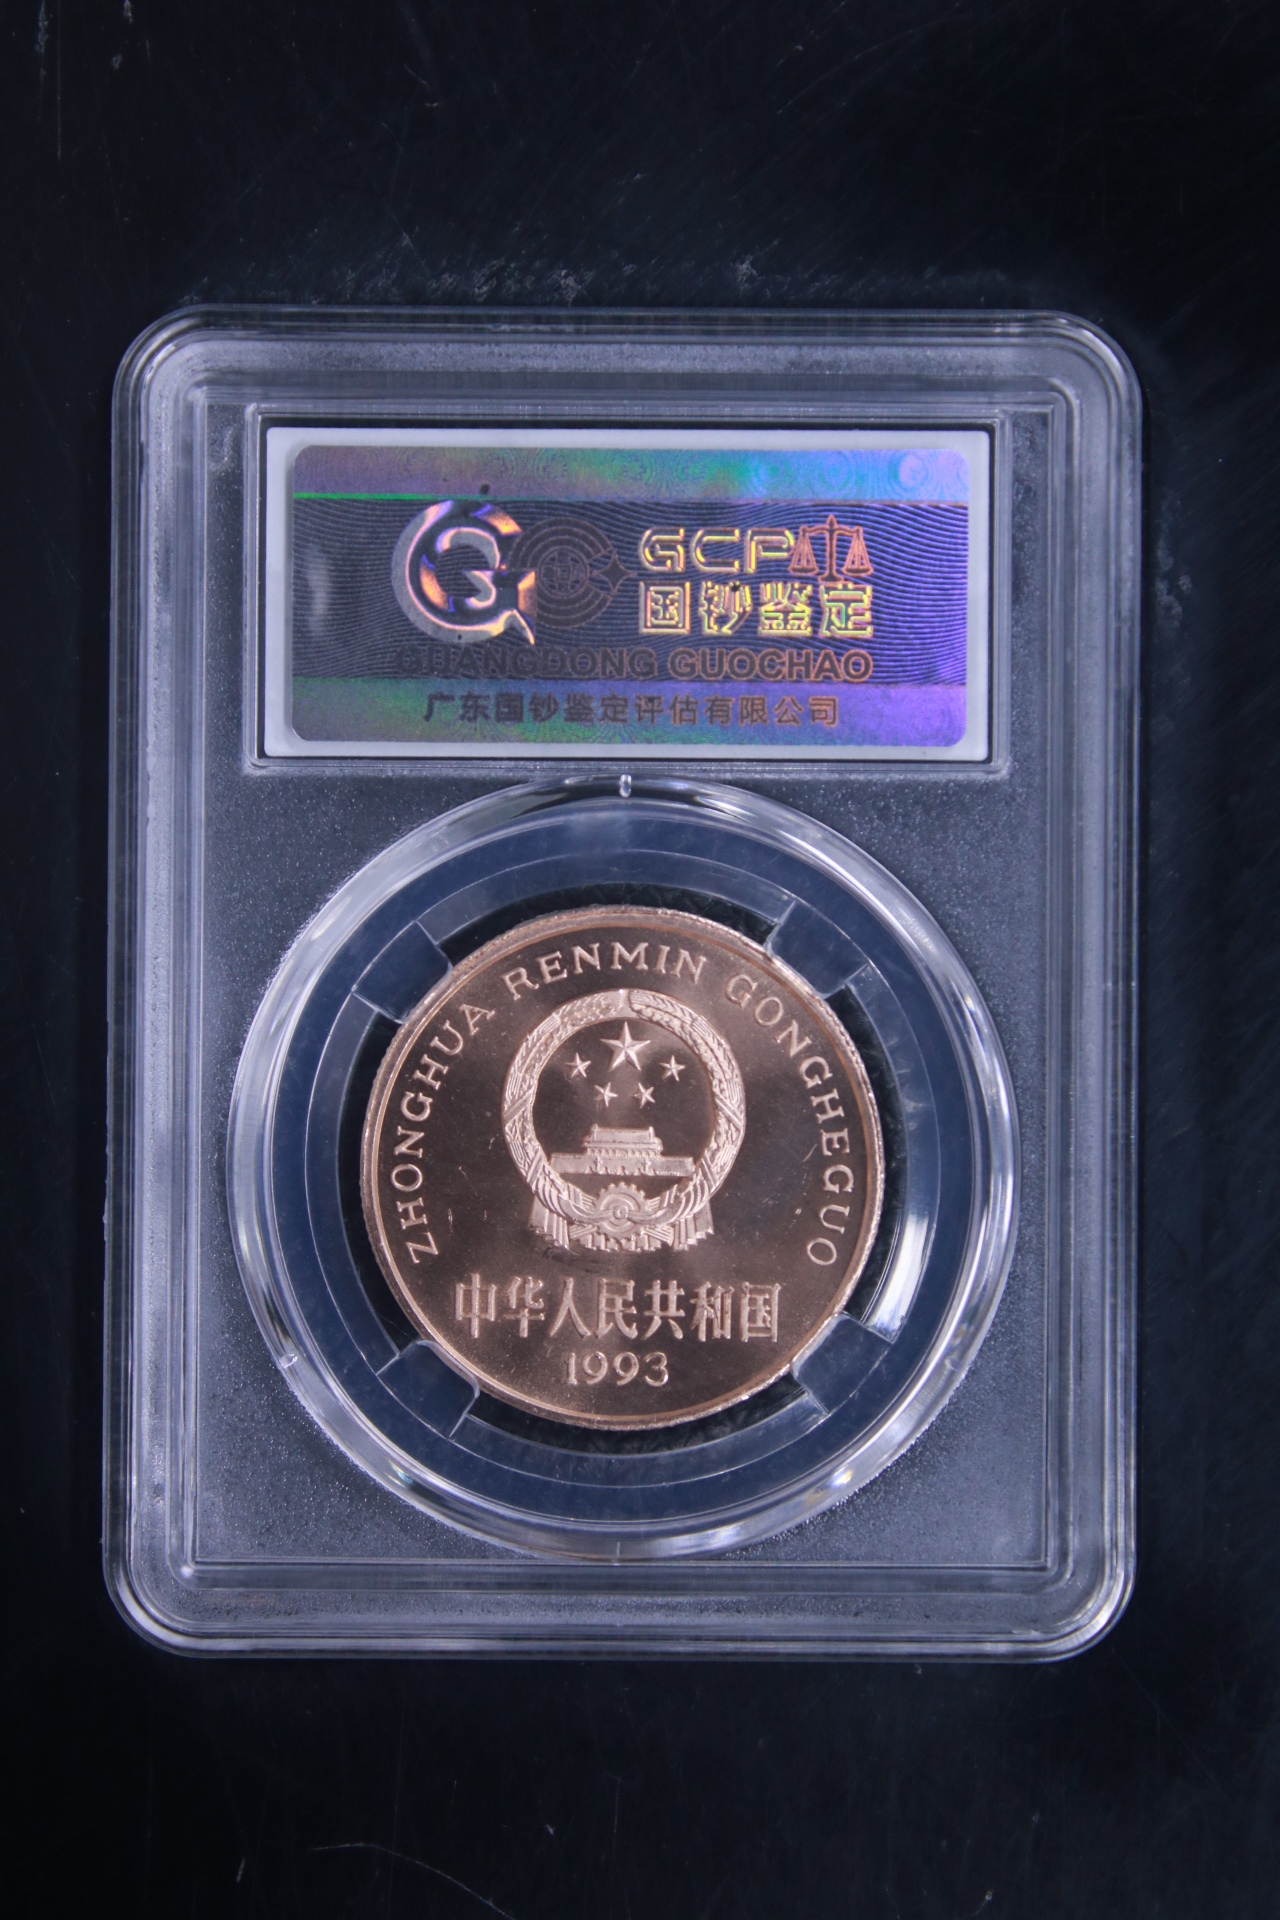 GCP
国钞鉴定
GUANGDONG GUOCHAO
广东国钞鉴定评估有限公司
ZHONGHUA RENMIN GONGHEGUO
中华人民共和国
1993